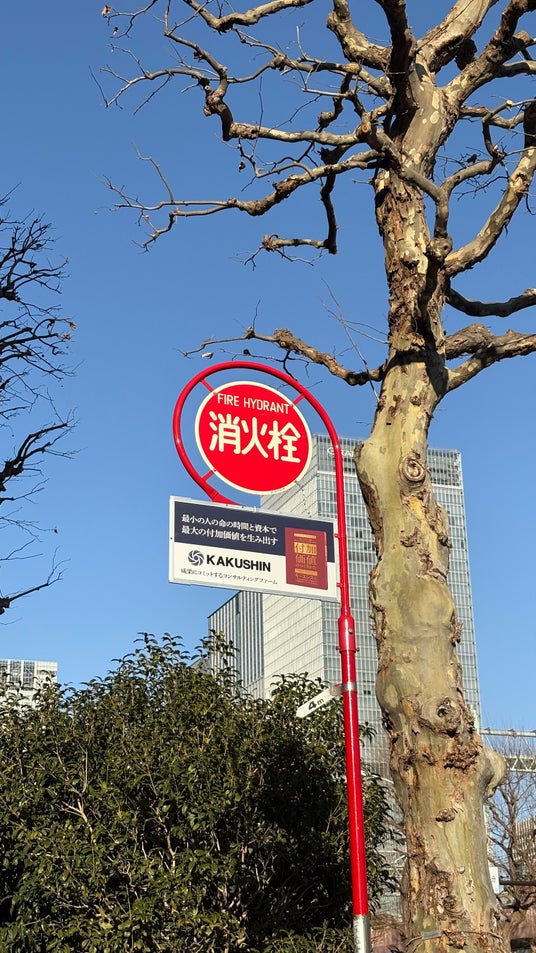 FIRE HYDRANT
消火栓
最小の人の命の時間と資本で
最大の付加価値を生み出す
KAKUSHIN
成果にコミットするコンサルティングファーム
付加
価値
4m